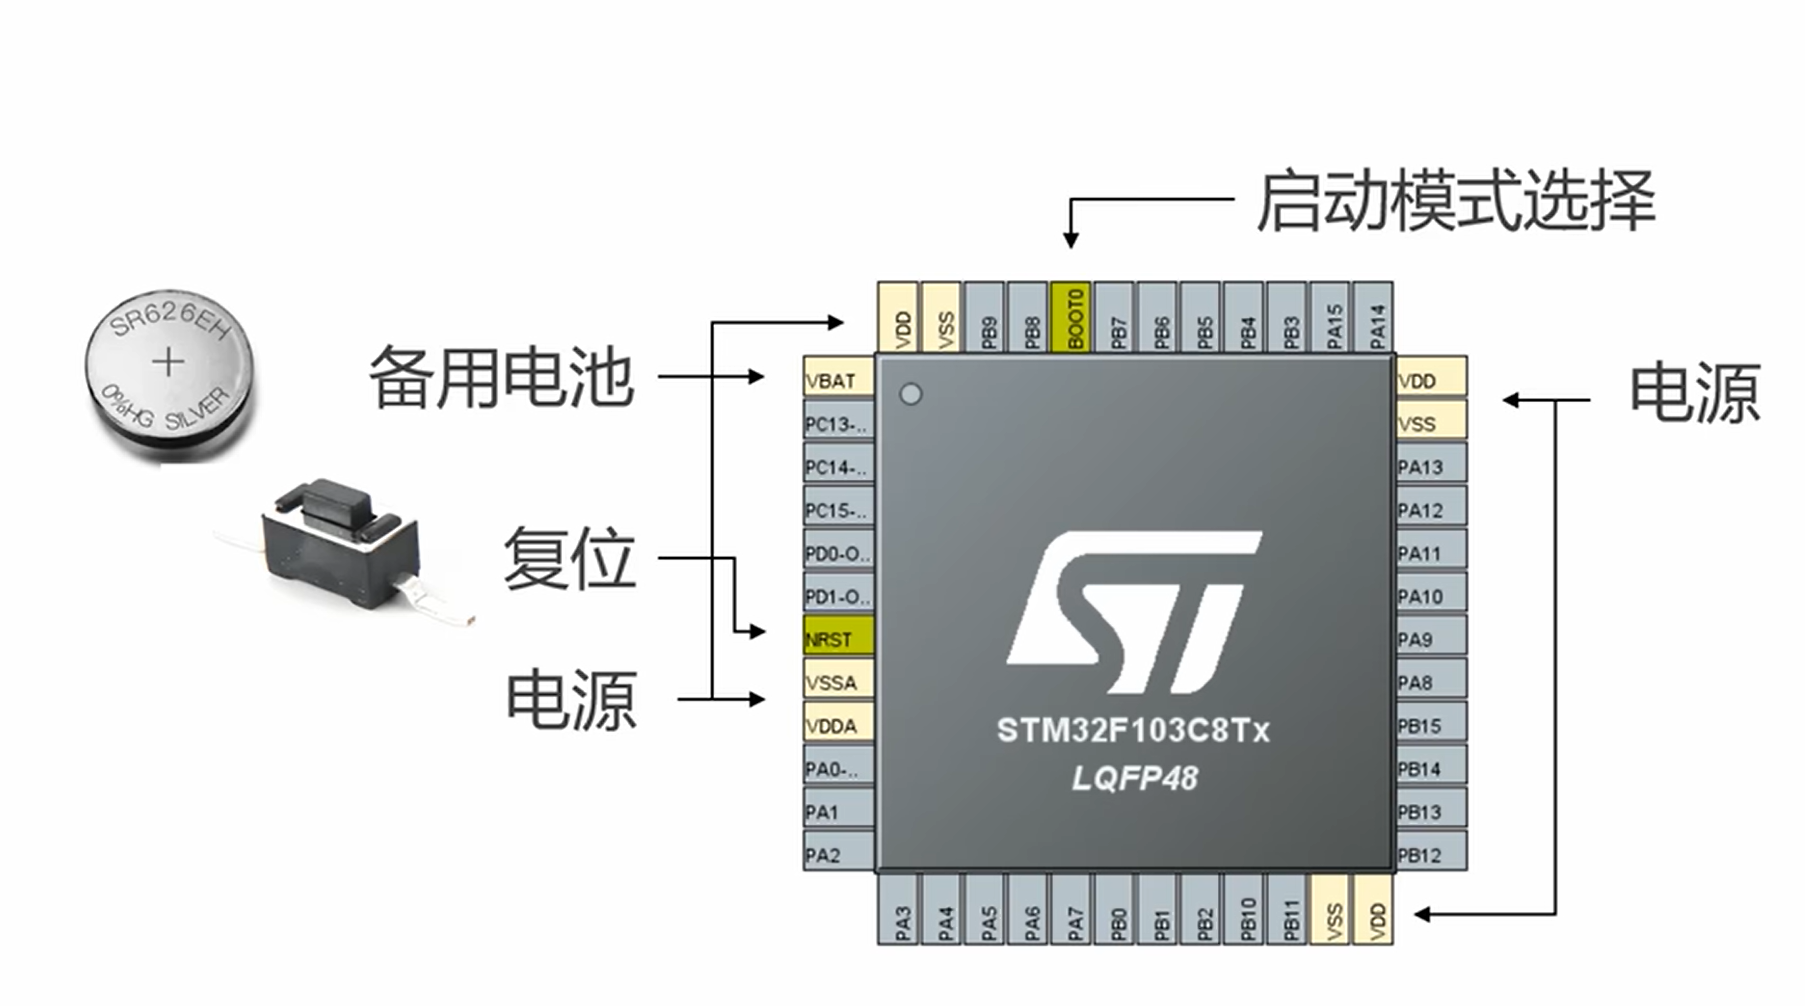 启动模式选择
SR626EH
+
0%HG SILVER
备用电池
复位
电源
电源
VDD
VSS
PB9
PB8
BOOT0
PB7
PB6
PB5
PB4
PB3
PA15
PA14
VBAT
PC13-..
PC14-..
PC15-..
PD0-O..
PD1-O..
NRST
VSSA
VDDA
PA0-..
PA1
PA2
VDD
VSS
PA13
PA12
PA11
PA10
PA9
PA8
PB15
PB14
PB13
PB12
ST
STM32F103C8Tx
LQFP48
PA3
PA4
PA5
PA6
PA7
PB0
PB1
PB2
PB10
PB11
VSS
VDD